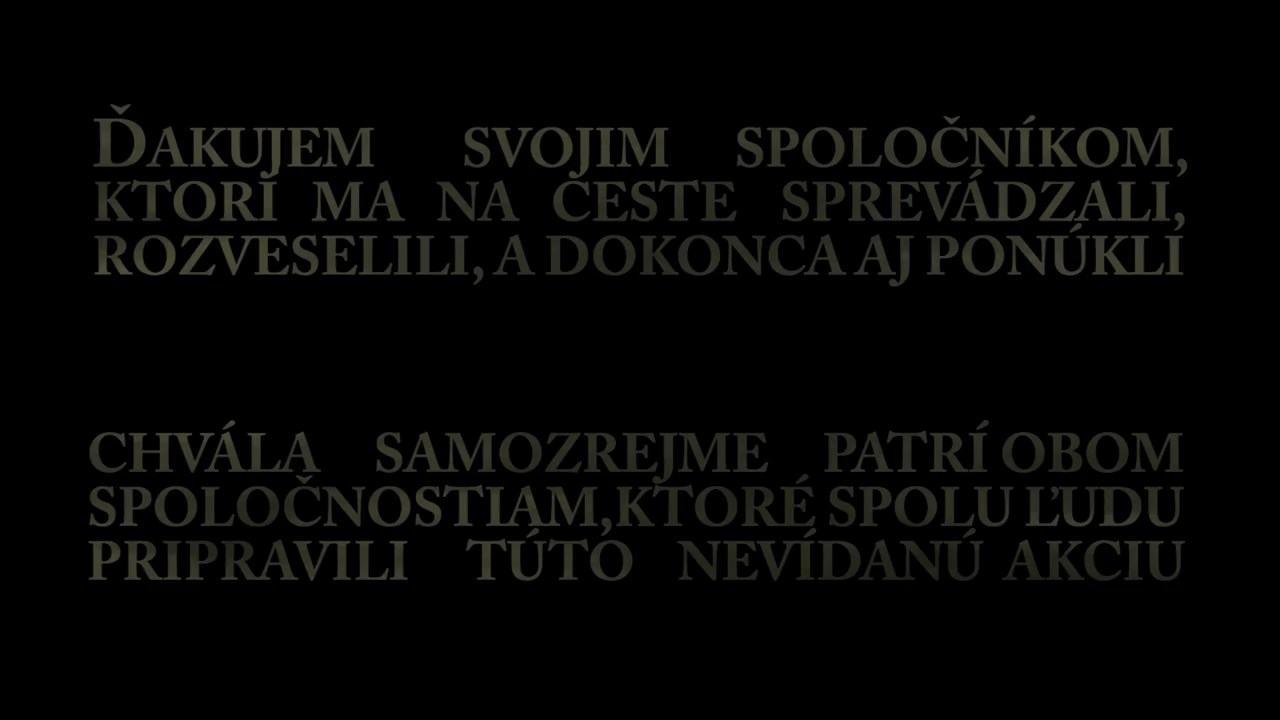 ĎAKUJEM SVOJIM SPOLOČNÍKOM,
KTORÍ MA NA CESTE SPREVÁDZALI,
ROZVESELILI, A DOKONCA AJ PONÚKLI
CHVÁLA SAMOZREJME PATRÍ OBOM
SPOLOČNOSTIAM,KTORÉ SPOLU ĽUDU
PRIPRAVILI TÚTO NEVÍDANÚ AKCIU